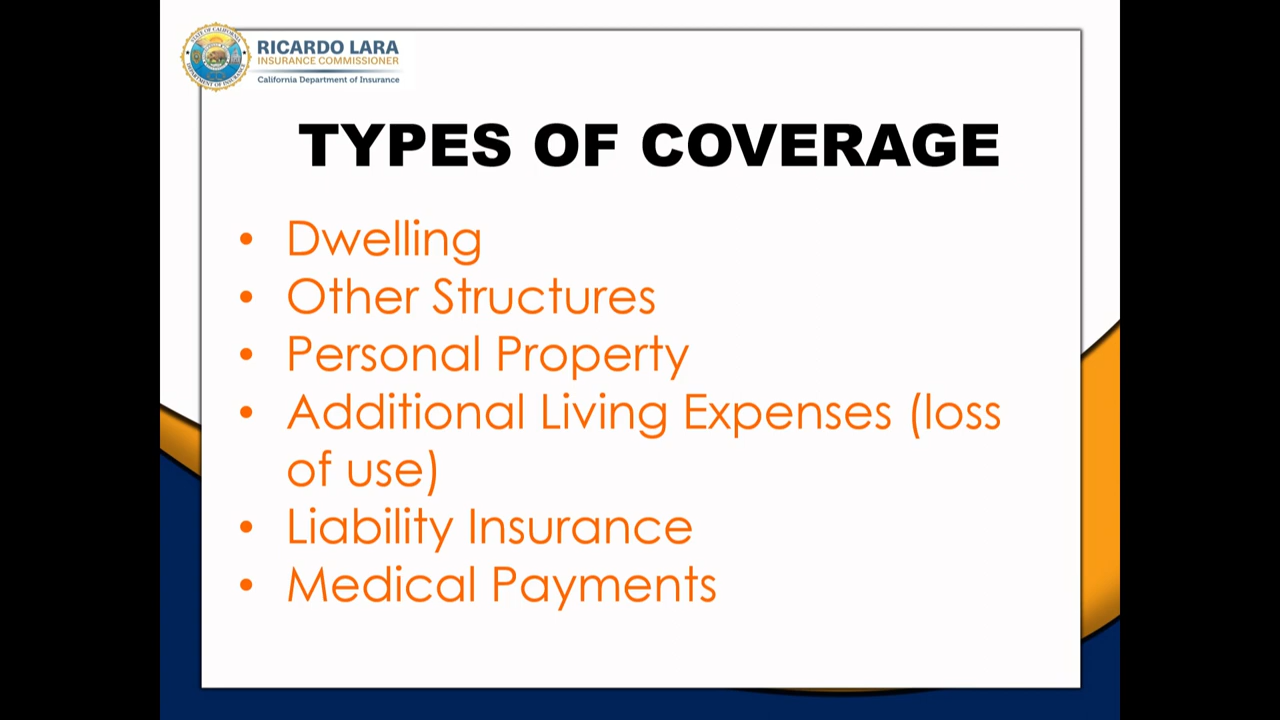 RICARDO LARA
INSURANCE COMMISSIONER
California Department of Insurance
TYPES OF COVERAGE
• Dwelling
• Other Structures
• Personal Property
• Additional Living Expenses (loss
of use)
• Liability Insurance
• Medical Payments